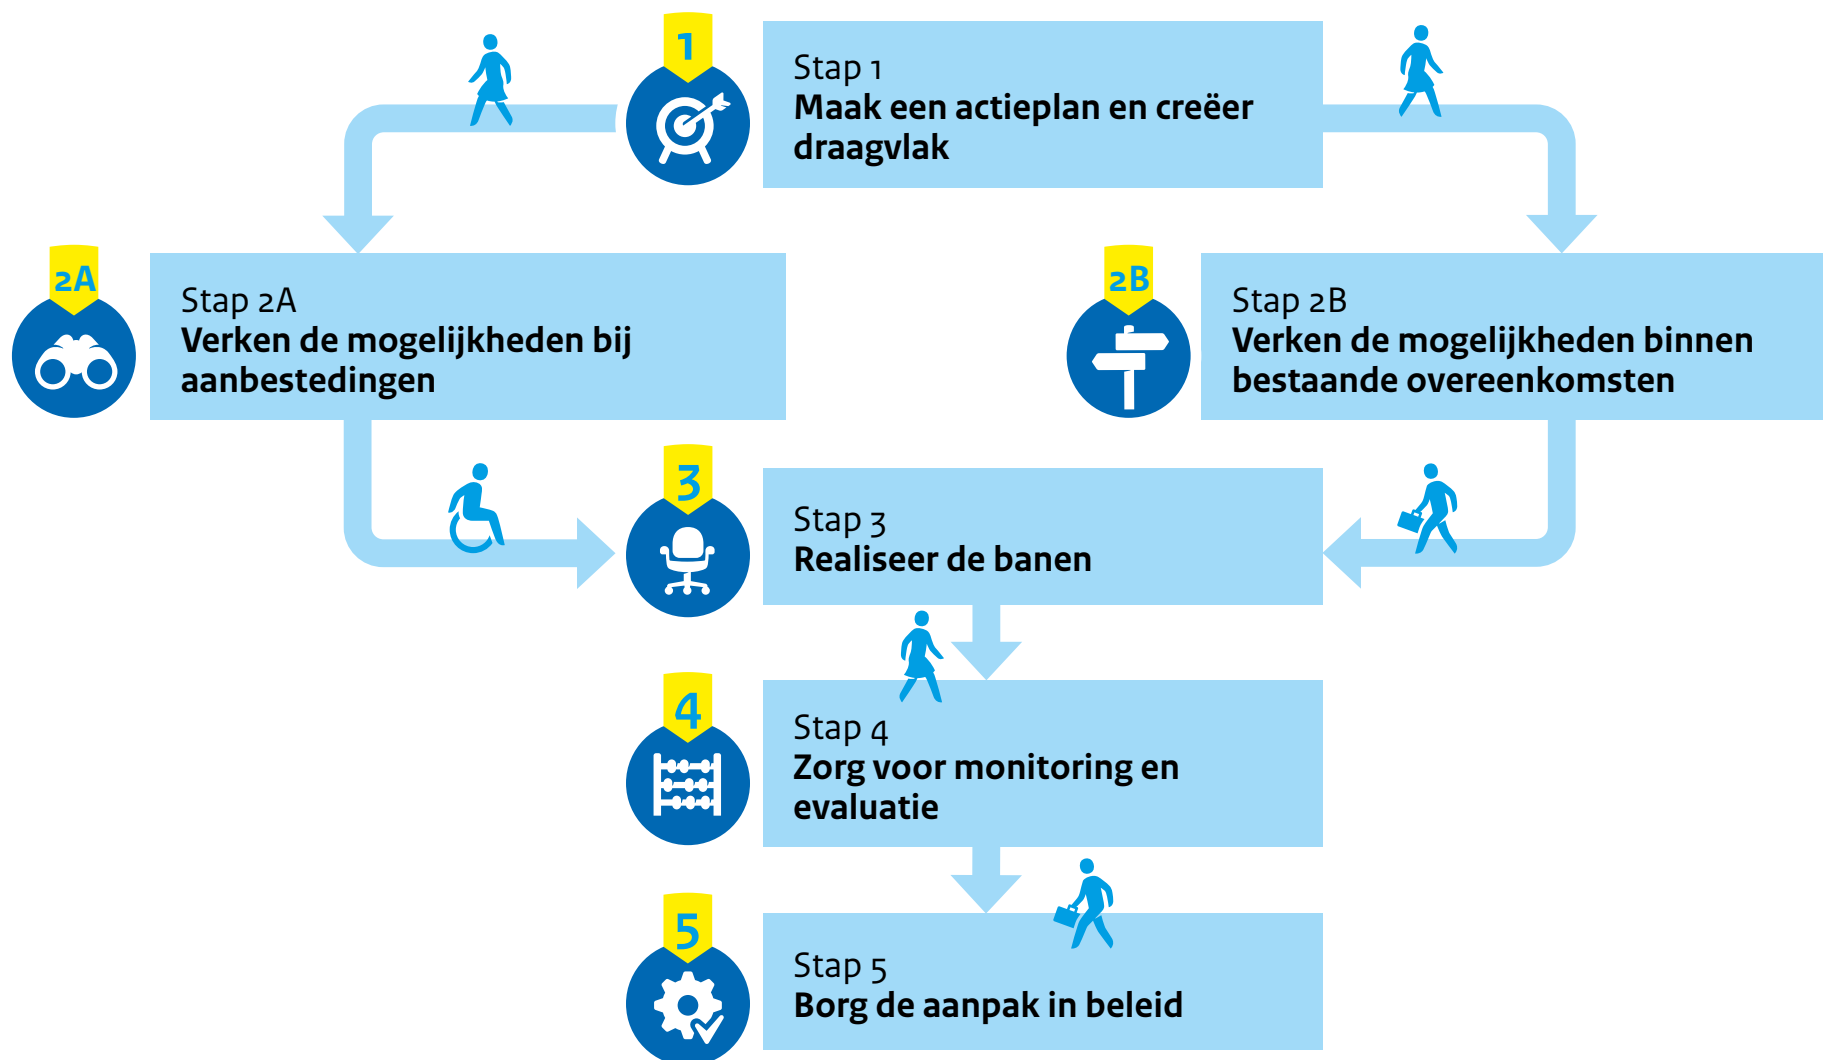 1
Stap 1
Maak een actieplan en creëer
draagvlak
2A
Stap 2A
Verken de mogelijkheden bij
aanbestedingen
2B
Stap 2B
Verken de mogelijkheden binnen
bestaande overeenkomsten
3
Stap 3
Realiseer de banen
4
Stap 4
Zorg voor monitoring en
evaluatie
5
Stap 5
Borg de aanpak in beleid